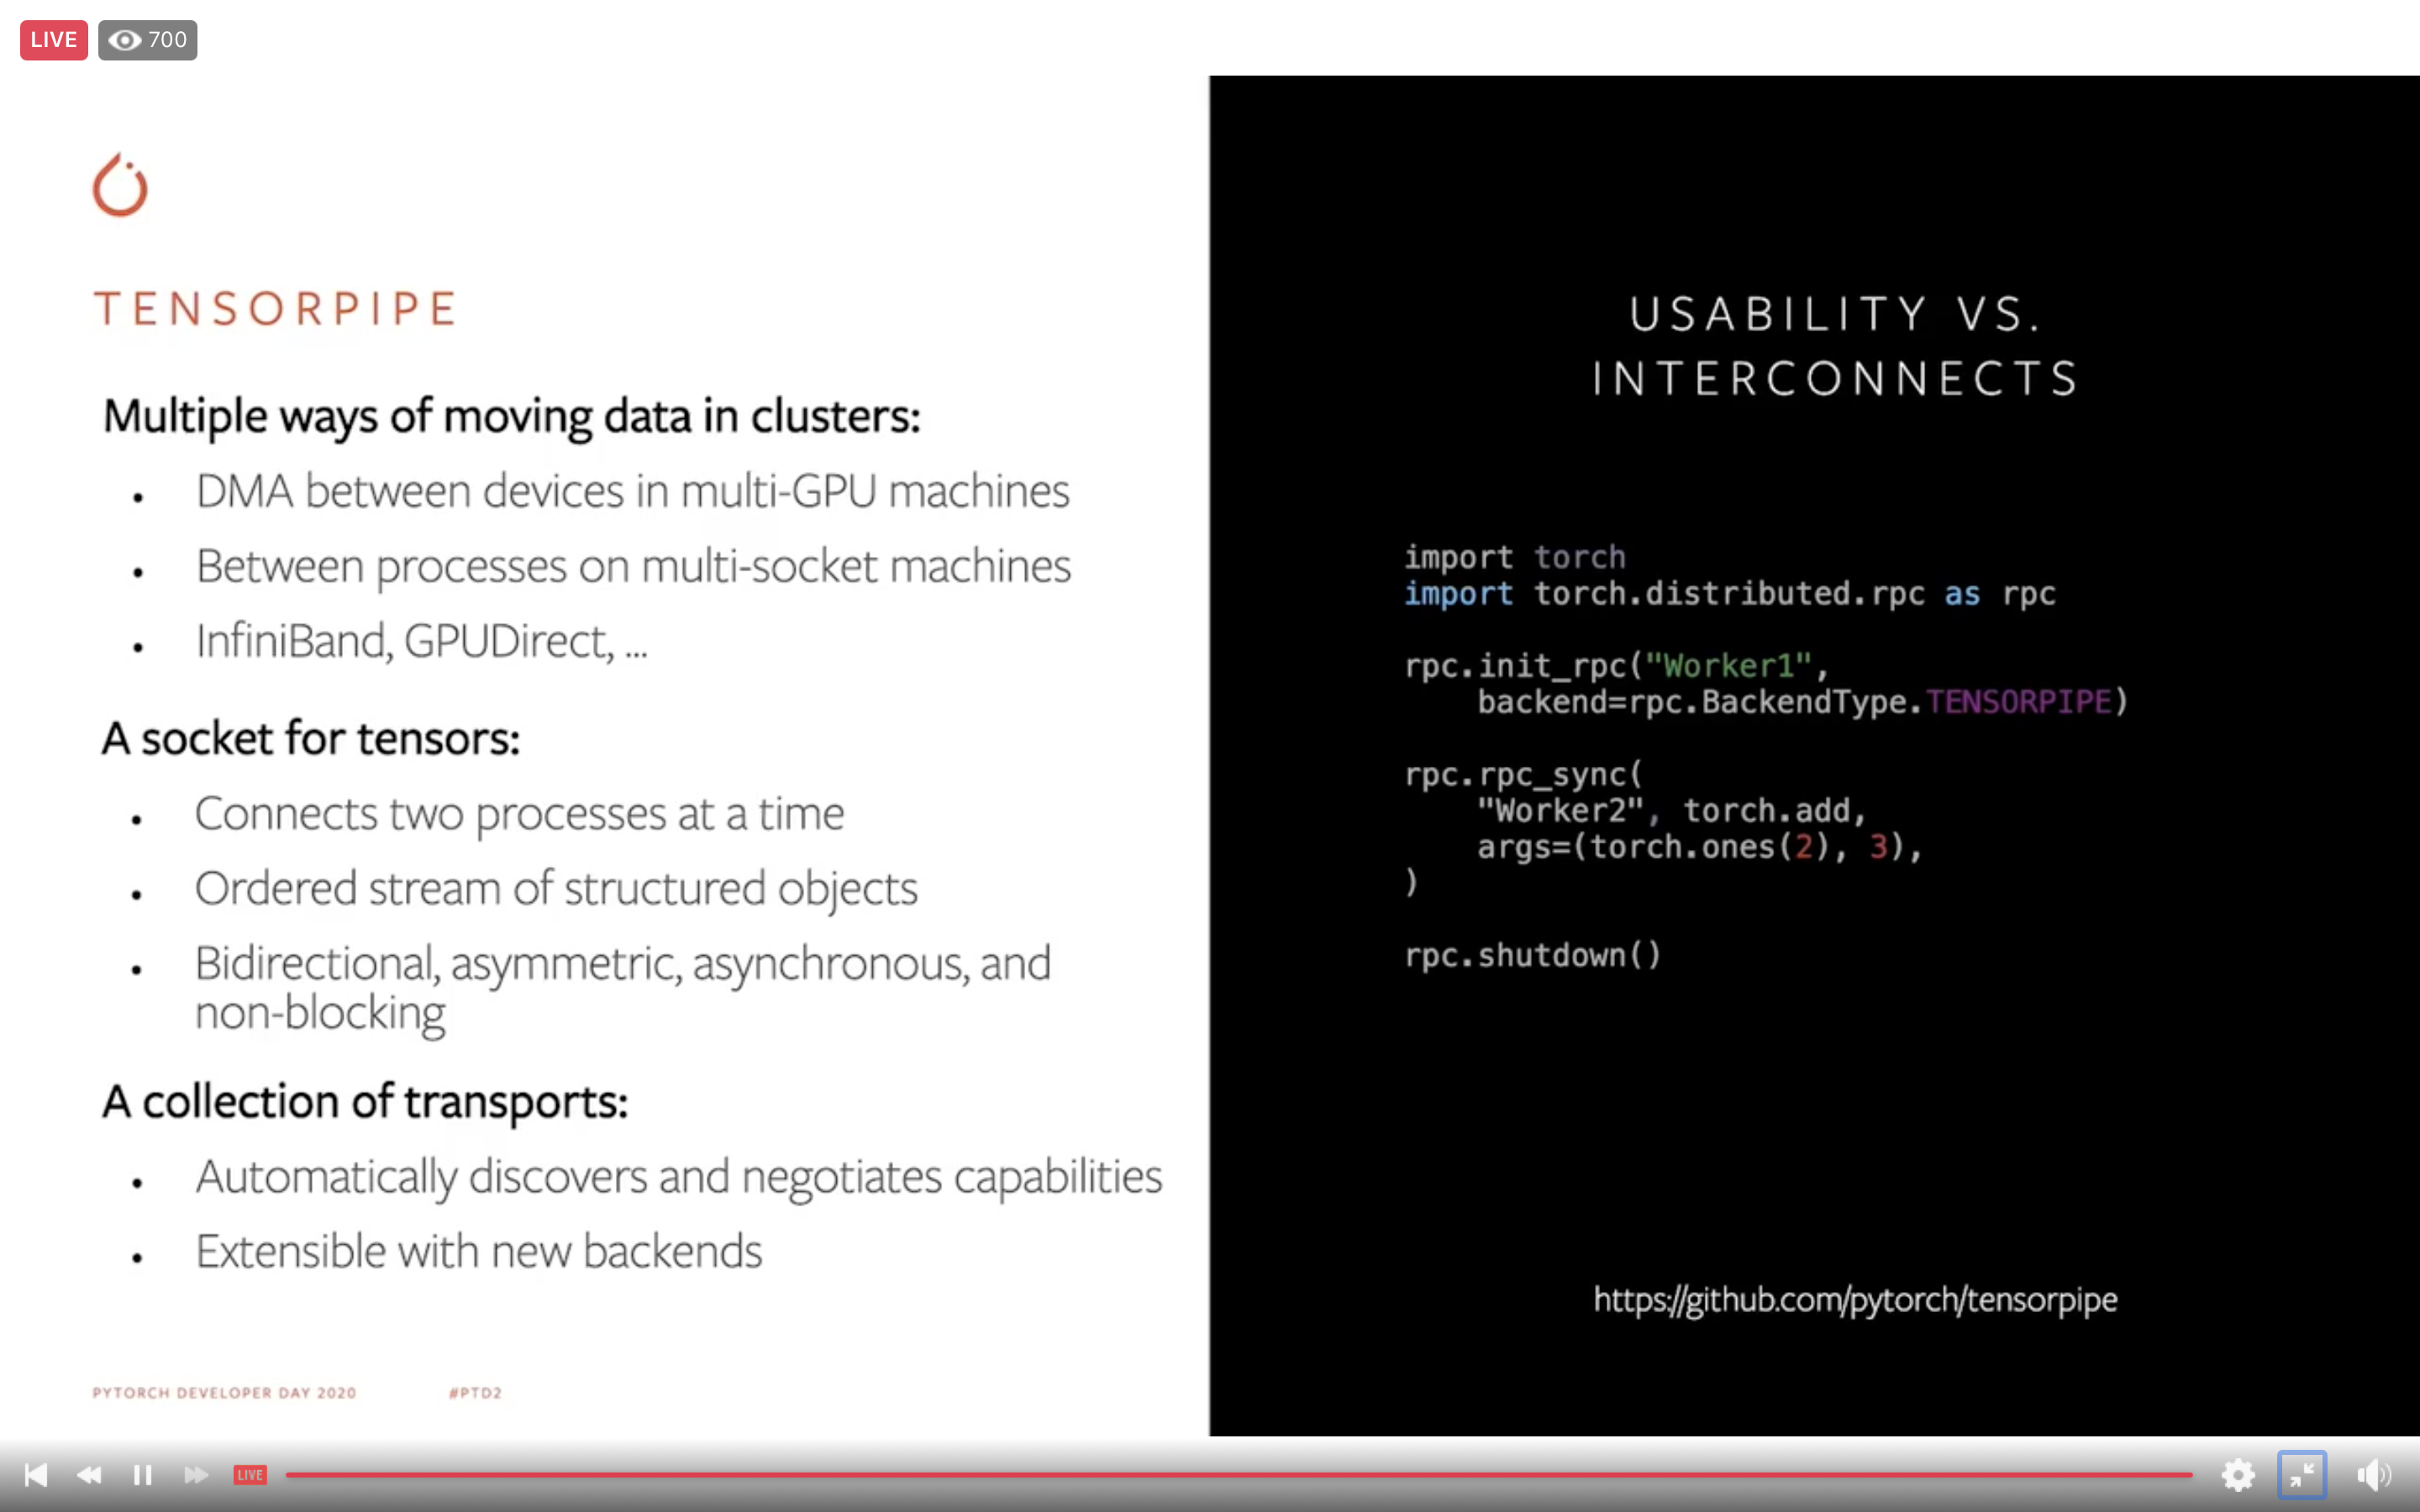 LIVE 700
TENSORPIPE
Multiple ways of moving data in clusters:
• DMA between devices in multi-GPU machines
• Between processes on multi-socket machines
• InfiniBand, GPUDirect, ...
A socket for tensors:
• Connects two processes at a time
• Ordered stream of structured objects
• Bidirectional, asymmetric, asynchronous, and
non-blocking
A collection of transports:
• Automatically discovers and negotiates capabilities
• Extensible with new backends
PYTORCH DEVELOPER DAY 2020 #PTD2
USABILITY VS.
INTERCONNECTS
import torch
import torch.distributed.rpc as rpc
rpc.init_rpc("Worker1",
    backend=rpc.BackendType.TENSORPIPE)
rpc.rpc_sync(
    "Worker2", torch.add,
    args=(torch.ones(2), 3),
)
rpc.shutdown()
https://github.com/pytorch/tensorpipe
LIVE